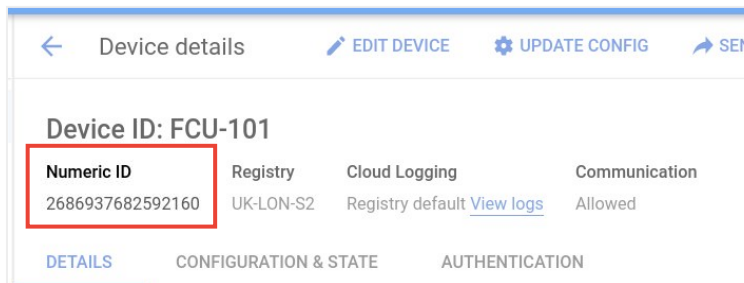 Device details EDIT DEVICE UPDATE CONFIG
Device ID: FCU-101
Numeric ID Registry Cloud Logging Communication
2686937682592160 UK-LON-S2 Registry default View logs Allowed
DETAILS CONFIGURATION & STATE AUTHENTICATION